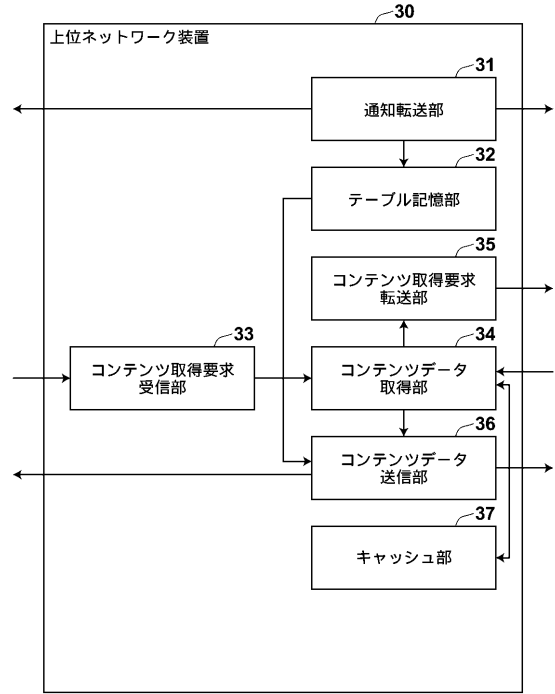 30
上位ネットワーク装置
31
通知転送部
32
テーブル記憶部
35
コンテンツ取得要求
転送部
33
コンテンツ取得要求
受信部
34
コンテンツデータ
取得部
36
コンテンツデータ
送信部
37
キャッシュ部